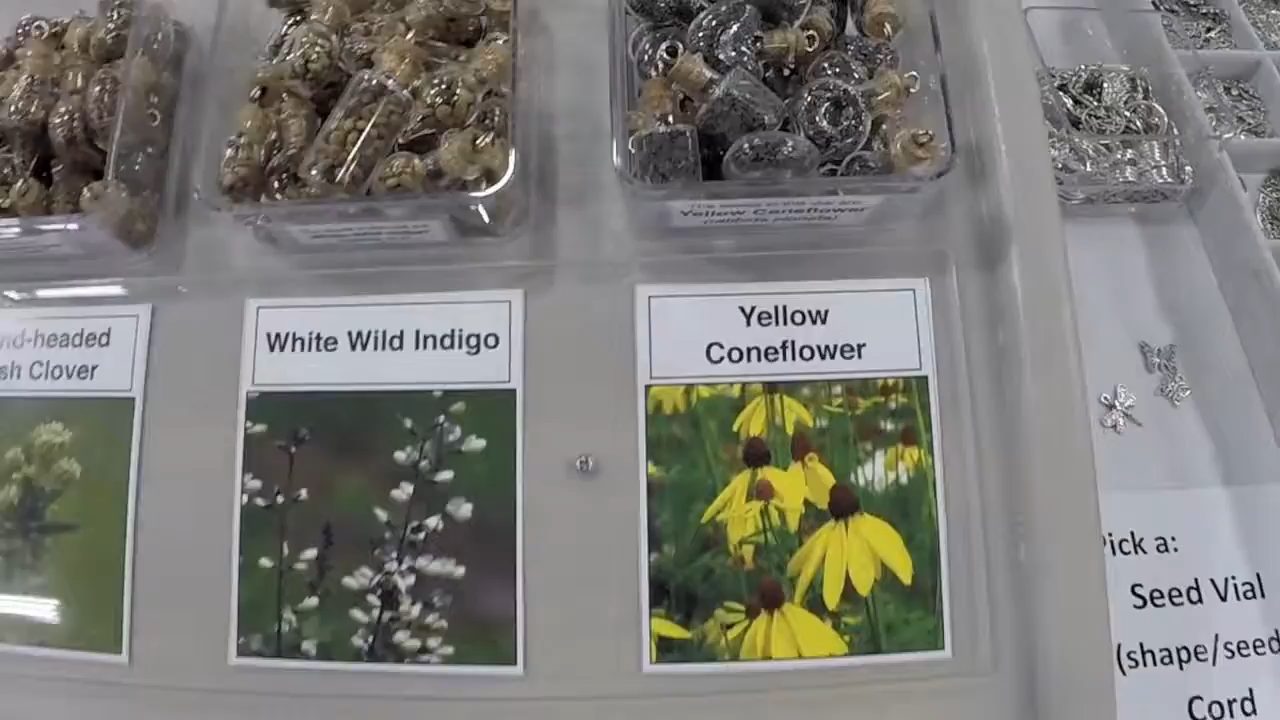 Yellow Coneflower
nd-headed
sh Clover
White Wild Indigo
Yellow
Coneflower
Pick a:
Seed Vial
(shape/seed
Cord